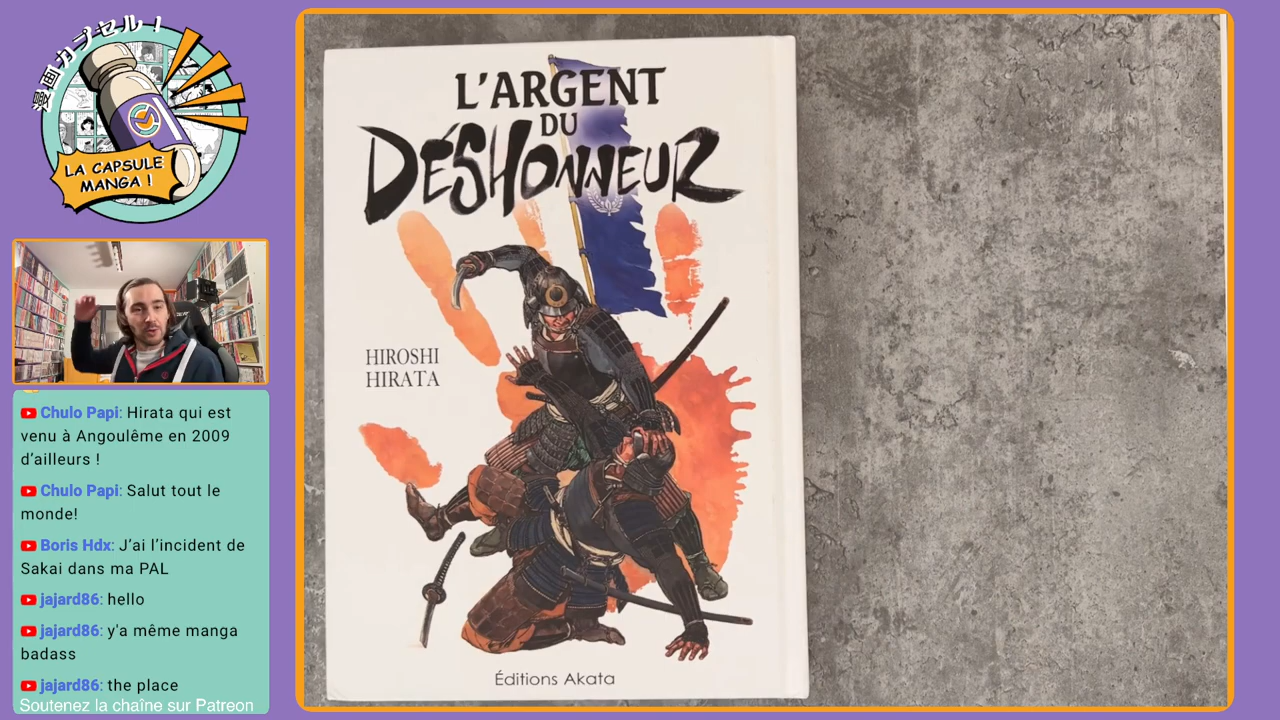 漫画カプセル！
LA CAPSULE
MANGA !
L'ARGENT
DU
DÉSHONNEUR
HIROSHI
HIRATA
Éditions Akata
Chulo Papi: Hirata qui est
venu à Angoulême en 2009
d'ailleurs !
Chulo Papi: Salut tout le
monde!
Boris Hdx: J'ai l'incident de
Sakai dans ma PAL
jajard86: hello
jajard86: y'a même manga
badass
jajard86: the place
Soutenez la chaîne sur Patreon